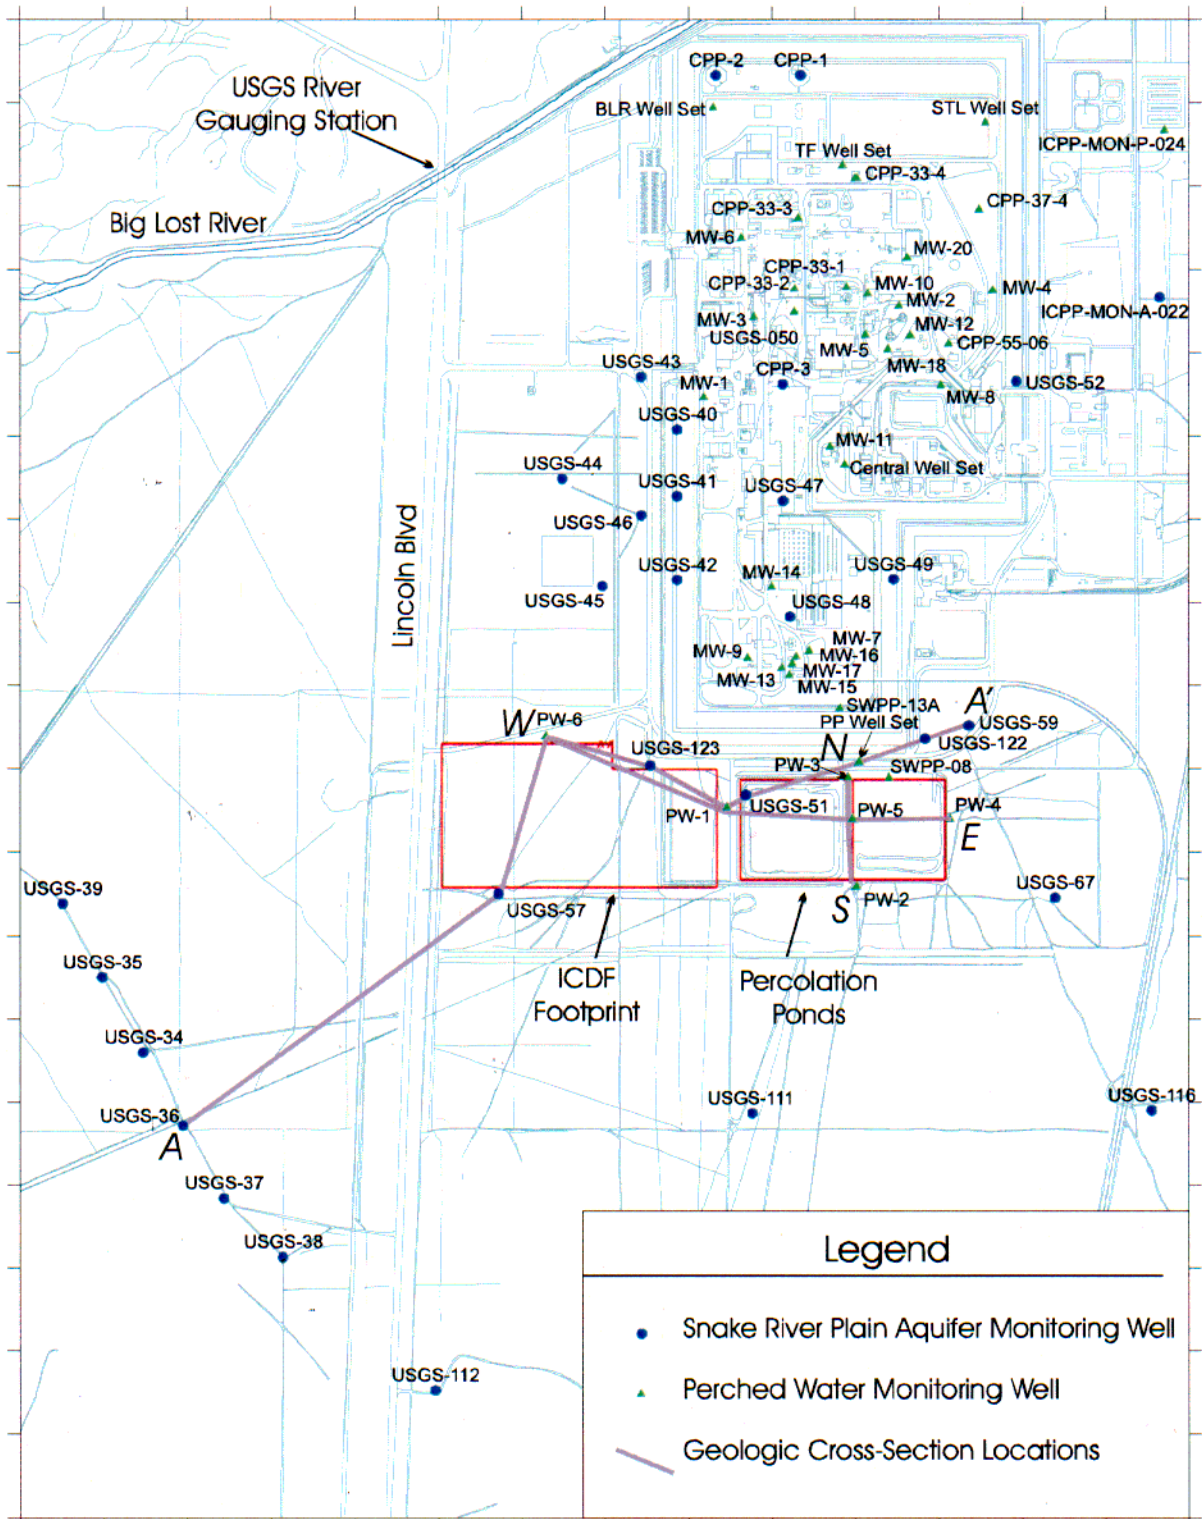 CPP-2
CPP-1
USGS River
Gauging Station
BLR Well Set
STL Well Set
ICPP-MON-P-024
TF Well Set
CPP-33-4
CPP-37-4
Big Lost River
CPP-33-3
MW-6
MW-20
CPP-33-1
CPP-33-2
MW-10
MW-4
MW-2
ICPP-MON-A-022
MW-3
MW-12
USGS-050
MW-5
CPP-55-06
USGS-43
CPP-3
MW-18
USGS-52
MW-1
MW-8
USGS-40
MW-11
USGS-44
Central Well Set
USGS-41
USGS-47
USGS-46
Lincoln Blvd
USGS-42
MW-14
USGS-49
USGS-45
USGS-48
MW-7
MW-9
MW-16
MW-13
MW-17
MW-15
SWPP-13A
A'
W
PW-6
PP Well Set
USGS-59
N
USGS-122
USGS-123
PW-3
SWPP-08
USGS-51
PW-1
PW-5
PW-4
E
USGS-39
USGS-67
USGS-57
S
PW-2
USGS-35
ICDF
Footprint
Percolation
Ponds
USGS-34
USGS-36
A
USGS-111
USGS-116
USGS-37
USGS-38
Legend
Snake River Plain Aquifer Monitoring Well
USGS-112
Perched Water Monitoring Well
Geologic Cross-Section Locations